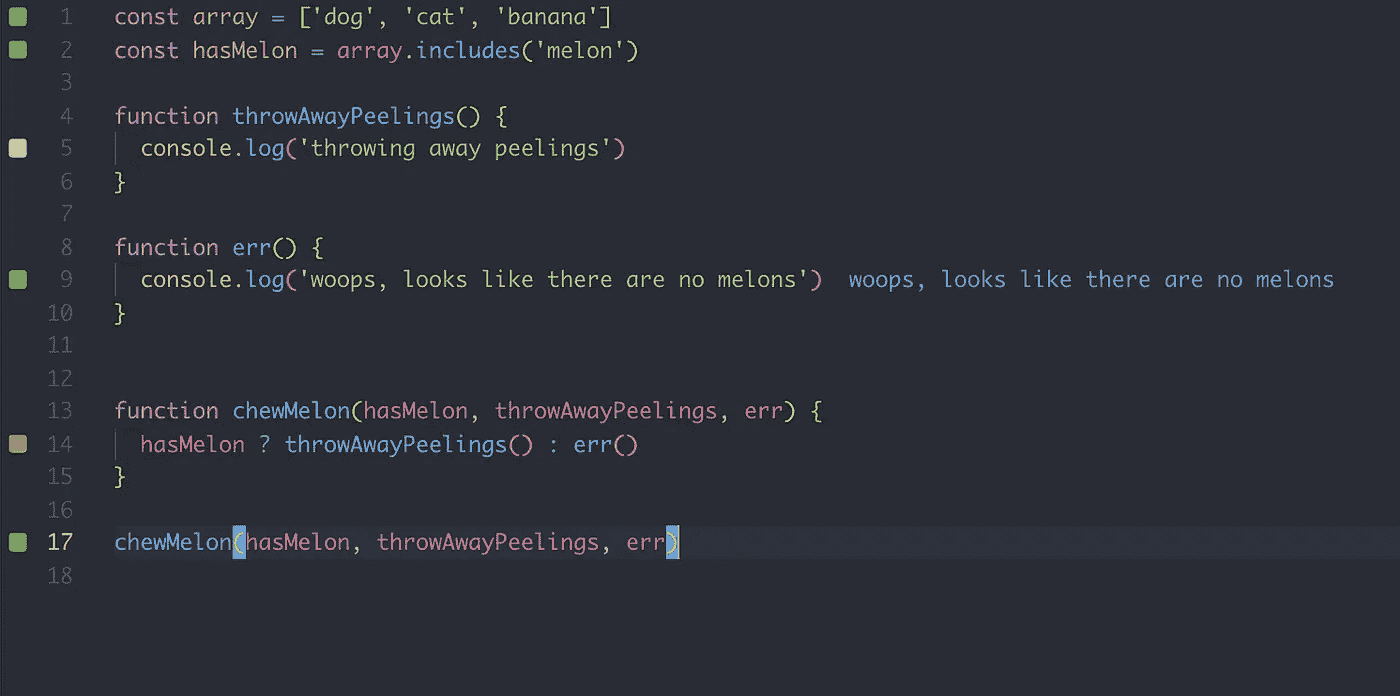 1 const array = ['dog', 'cat', 'banana']
2 const hasMelon = array.includes('melon')
3
4 function throwAwayPeelings() {
5   console.log('throwing away peelings')
6 }
7
8 function err() {
9   console.log('woops, looks like there are no melons')  woops, looks like there are no melons
10 }
11
12
13 function chewMelon(hasMelon, throwAwayPeelings, err) {
14   hasMelon ? throwAwayPeelings() : err()
15 }
16
17 chewMelon(hasMelon, throwAwayPeelings, err)
18